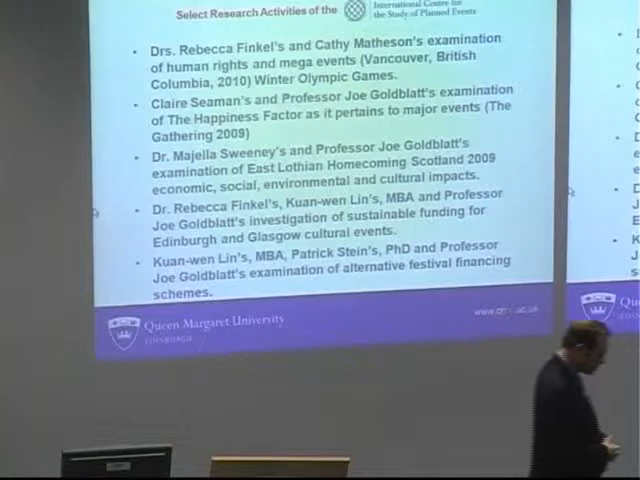 Select Research Activities of the
International Centre for
the Study of Planned Events
• Drs. Rebecca Finkel's and Cathy Matheson's examination
of human rights and mega events (Vancouver, British
Columbia, 2010) Winter Olympic Games.
• Claire Seaman's and Professor Joe Goldblatt's examination
of The Happiness Factor as it pertains to major events (The
Gathering 2009)
• Dr. Majella Sweeney's and Professor Joe Goldblatt's
examination of East Lothian Homecoming Scotland 2009
economic, social, environmental and cultural impacts.
• Dr. Rebecca Finkel's, Kuan-wen Lin's, MBA and Professor
Joe Goldblatt's investigation of sustainable funding for
Edinburgh and Glasgow cultural events.
• Kuan-wen Lin's, MBA, Patrick Stein's, PhD and Professor
Joe Goldblatt's examination of alternative festival financing
schemes.
Queen Margaret University
EDINBURGH